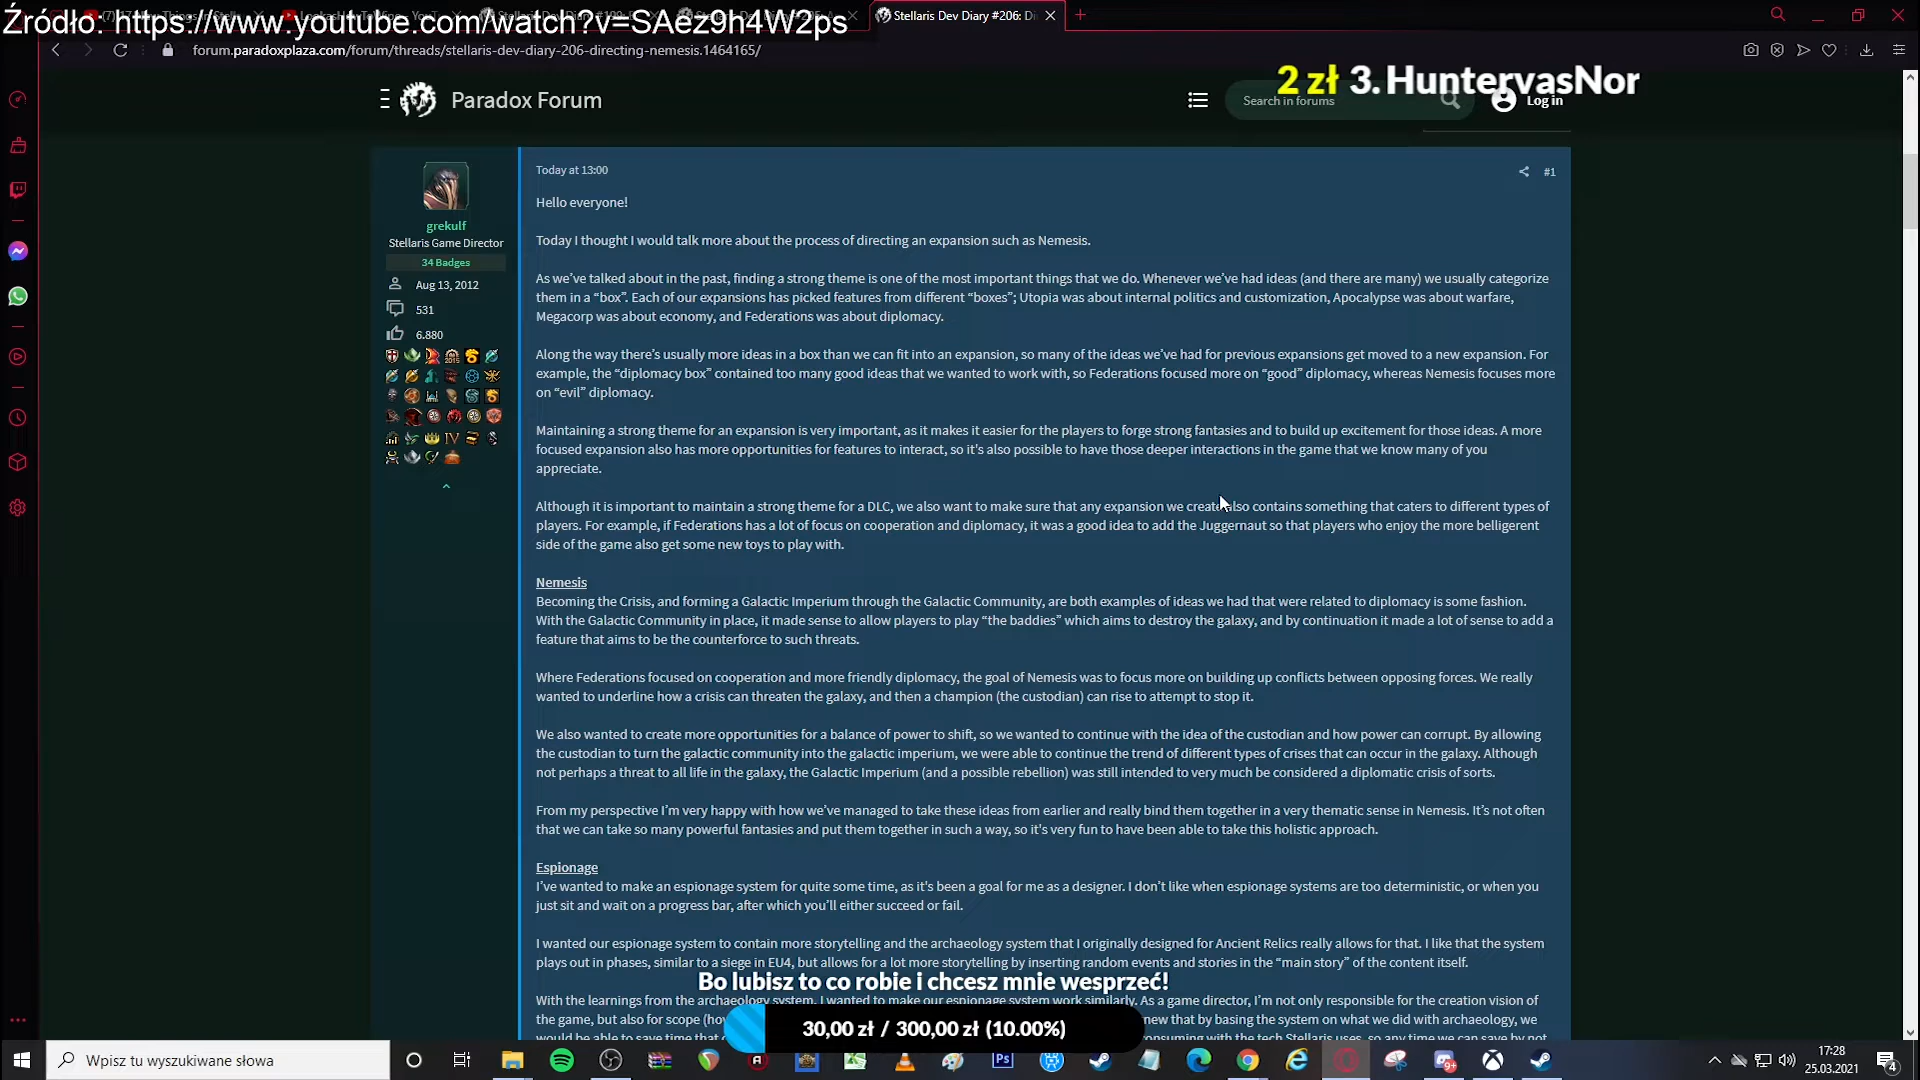 Źródło: https://www.youtube.com/watch?v=SAez9h4W2ps
Stellaris Dev Diary #206: Di
forum.paradoxplaza.com/forum/threads/stellaris-dev-diary-206-directing-nemesis.1464165/
2 zł 3. HuntervasNor
Paradox Forum
Search in forums
Log in
Today at 13:00
#1
grekulf
Stellaris Game Director
34 Badges
Aug 13, 2012
531
6.880
Hello everyone!
Today I thought I would talk more about the process of directing an expansion such as Nemesis.
As we've talked about in the past, finding a strong theme is one of the most important things that we do. Whenever we've had ideas (and there are many) we usually categorize
them in a “box”. Each of our expansions has picked features from different “boxes”; Utopia was about internal politics and customization, Apocalypse was about warfare,
Megacorp was about economy, and Federations was about diplomacy.
Along the way there's usually more ideas in a box than we can fit into an expansion, so many of the ideas we've had for previous expansions get moved to a new expansion. For
example, the “diplomacy box” contained too many good ideas that we wanted to work with, so Federations focused more on “good” diplomacy, whereas Nemesis focuses more
on “evil” diplomacy.
Maintaining a strong theme for an expansion is very important, as it makes it easier for the players to forge strong fantasies and to build up excitement for those ideas. A more
focused expansion also has more opportunities for features to interact, so it's also possible to have those deeper interactions in the game that we know many of you
appreciate.
Although it is important to maintain a strong theme for a DLC, we also want to make sure that any expansion we create also contains something that caters to different types of
players. For example, if Federations has a lot of focus on cooperation and diplomacy, it was a good idea to add the Juggernaut so that players who enjoy the more belligerent
side of the game also get some new toys to play with.
Nemesis
Becoming the Crisis, and forming a Galactic Imperium through the Galactic Community, are both examples of ideas we had that were related to diplomacy is some fashion.
With the Galactic Community in place, it made sense to allow players to play “the baddies” which aims to destroy the galaxy, and by continuation it made a lot of sense to add a
feature that aims to be the counterforce to such threats.
Where Federations focused on cooperation and more friendly diplomacy, the goal of Nemesis was to focus more on building up conflicts between opposing forces. We really
wanted to underline how a crisis can threaten the galaxy, and then a champion (the custodian) can rise to attempt to stop it.
We also wanted to create more opportunities for a balance of power to shift, so we wanted to continue with the idea of the custodian and how power can corrupt. By allowing
the custodian to turn the galactic community into the galactic imperium, we were able to continue the trend of different types of crises that can occur in the galaxy. Although
not perhaps a threat to all life in the galaxy, the Galactic Imperium (and a possible rebellion) was still intended to very much be considered a diplomatic crisis of sorts.
From my perspective I'm very happy with how we've managed to take these ideas from earlier and really bind them together in a very thematic sense in Nemesis. It's not often
that we can take so many powerful fantasies and put them together in such a way, so it's very fun to have been able to take this holistic approach.
Espionage
I've wanted to make an espionage system for quite some time, as it's been a goal for me as a designer. I don't like when espionage systems are too deterministic, or when you
just sit and wait on a progress bar, after which you'll either succeed or fail.
I wanted our espionage system to contain more storytelling and the archaeology system that I originally designed for Ancient Relics really allows for that. I like that the system
plays out in phases, similar to a siege in EU4, but allows for a lot more storytelling by inserting random events and stories in the “main story” of the content itself.
Bo lubisz to co robie i chcesz mnie wesprzeć!
With the learnings from the archaeology system, I wanted to make our espionage system work similarly. As a game director, I'm not only responsible for the creation vision of
the game, but also for scope (ho
new that by basing the system on what we did with archaeology, we
30,00 zł / 300,00 zł (10.00%)
would be able to save time that
onsuming with the tech Stellaris uses, so any time we can save by not
Wpisz tu wyszukiwane słowa
17:28
25.03.2021